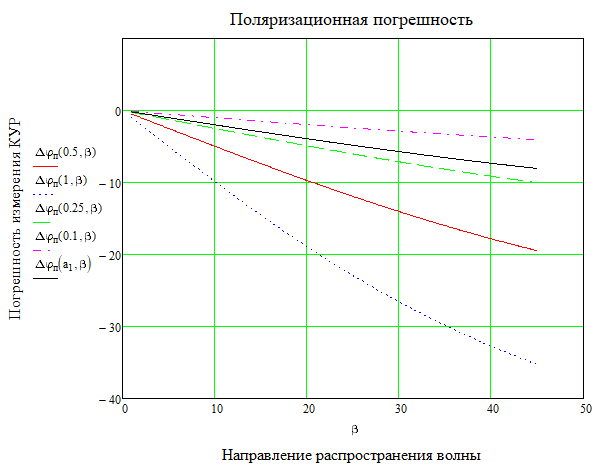 Поляризационная погрешность
Погрешность измерения КУР
Δφп(0.5,β)
Δφп(1,β)
Δφп(0.25,β)
Δφп(0.1,β)
Δφп(a1,β)
0
−10
−20
−30
−40
0 10 20 30 40 50
β
Направление распространения волны